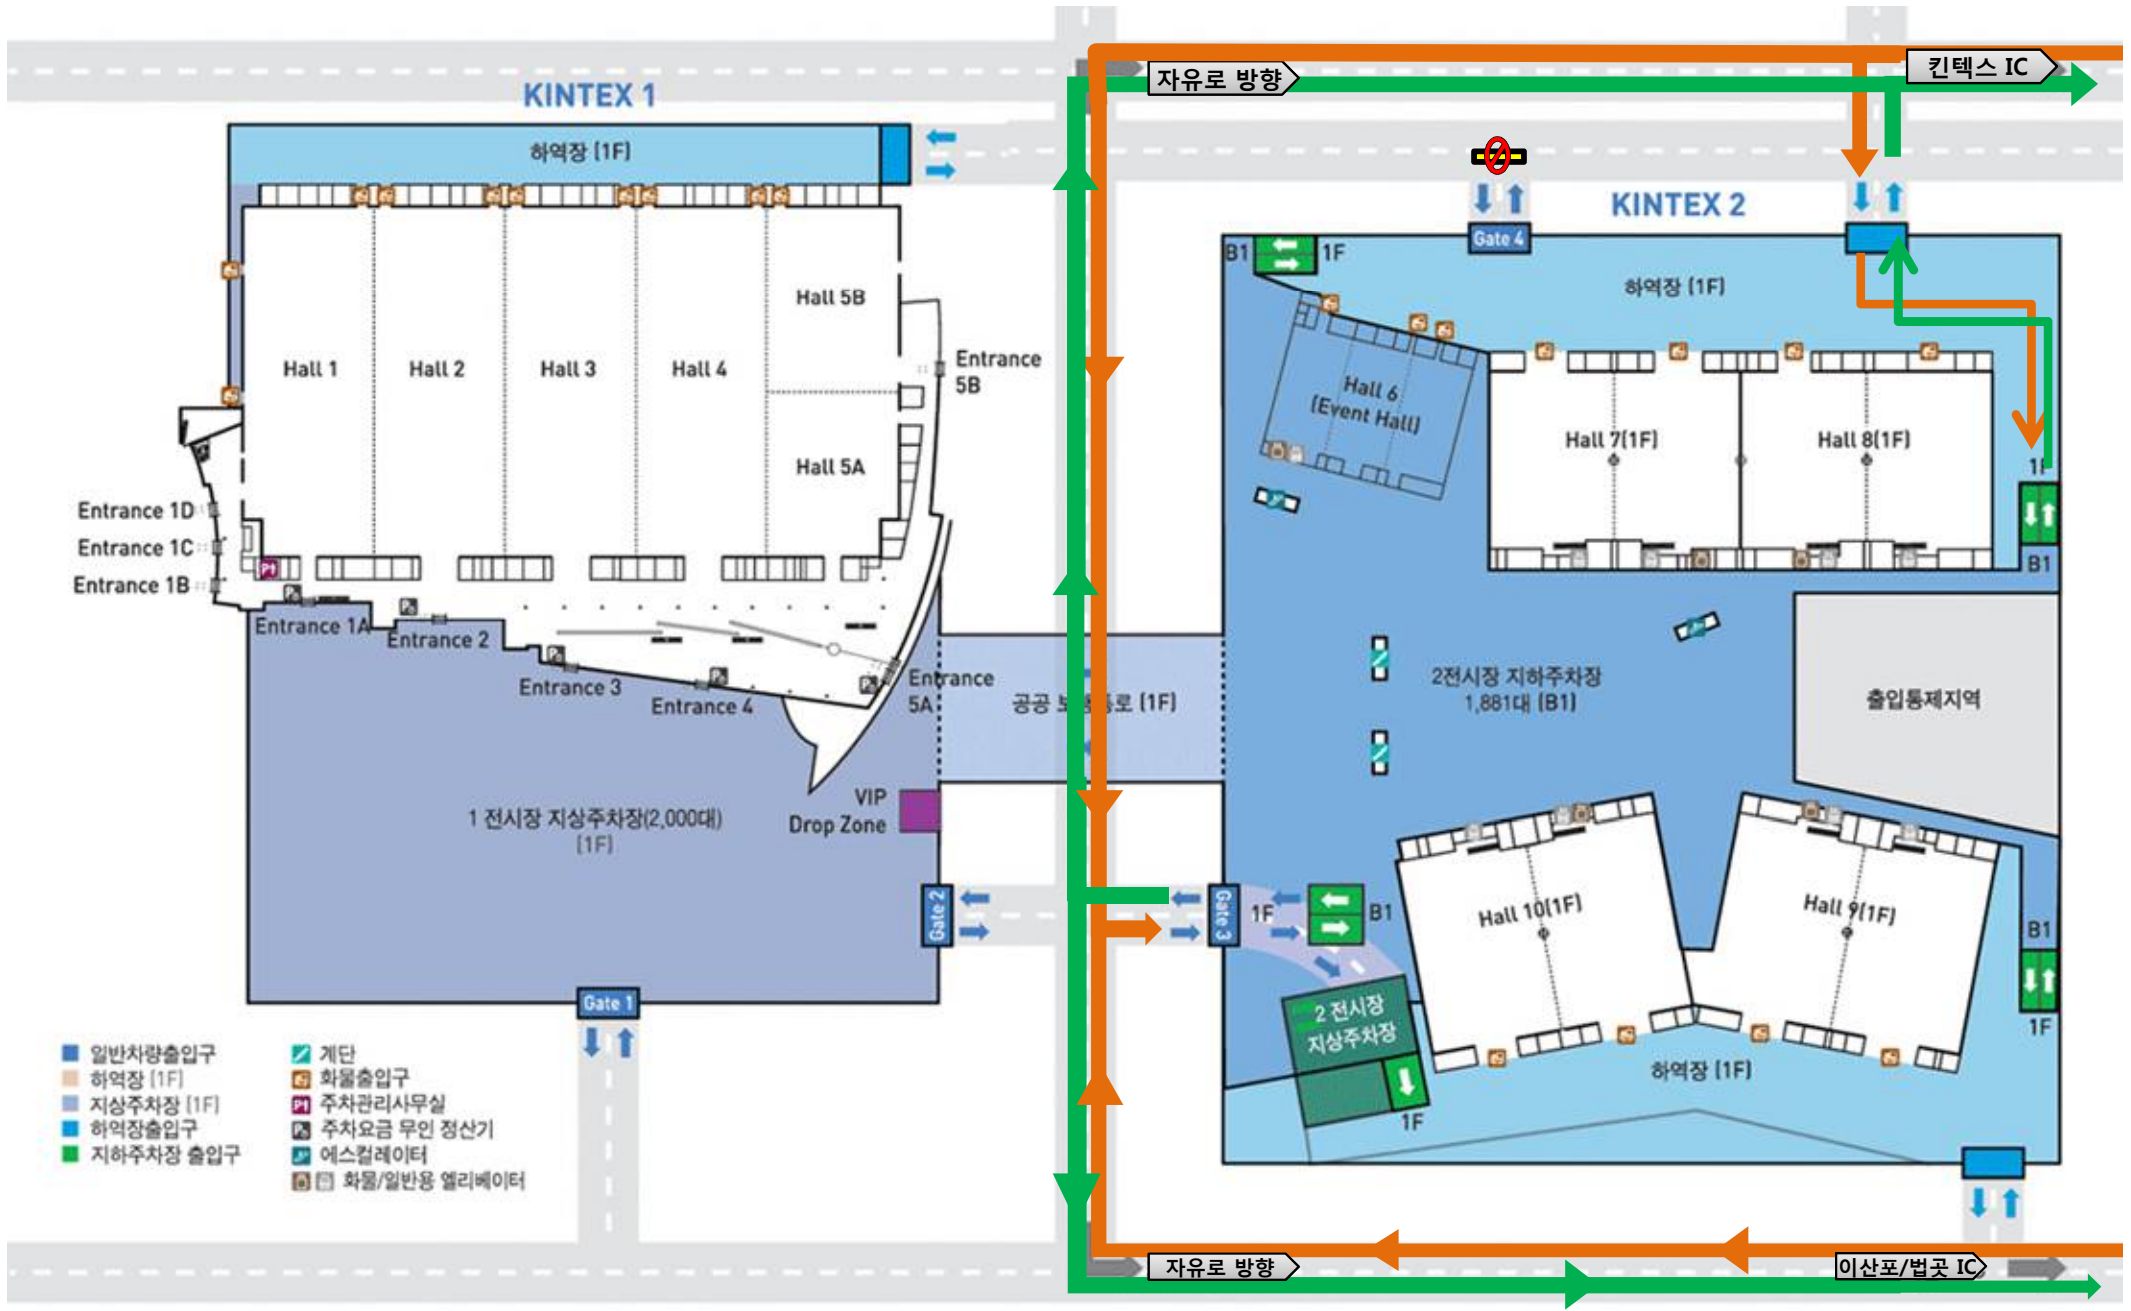 자유로 방향
킨텍스 IC
KINTEX 1
하역장 (1F)
KINTEX 2
Gate 4
B1
1F
하역장 (1F)
Hall 1
Hall 2
Hall 3
Hall 4
Hall 5B
Hall 5A
Entrance
5B
Hall 6
(Event Hall)
Hall 7(1F)
Hall 8(1F)
1F
B1
Entrance 1D
Entrance 1C
Entrance 1B
Entrance 1A
Entrance 2
Entrance 3
Entrance 4
Entrance
5A
공공 보행통로 (1F)
2전시장 지하주차장
1,881대 (B1)
출입통제지역
1 전시장 지상주차장(2,000대)
(1F)
VIP
Drop Zone
Gate 2
Gate 3
1F
B1
Hall 10(1F)
Hall 9(1F)
B1
1F
2 전시장
지상주차장
1F
하역장 (1F)
Gate 1
일반차량출입구
하역장 (1F)
지상주차장 (1F)
하역장출입구
지하주차장 출입구
계단
화물출입구
주차관리사무실
주차요금 무인 정산기
에스컬레이터
화물/일반용 엘리베이터
자유로 방향
이산포/법곳 IC